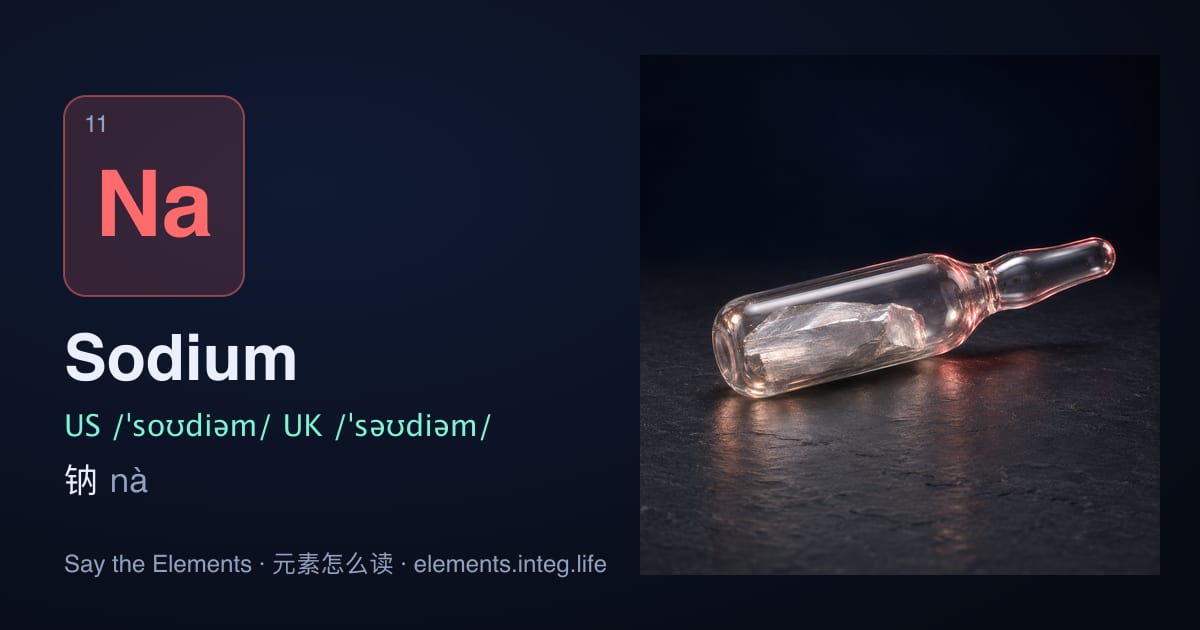 11
Na
Sodium
US /ˈsoʊdiəm/ UK /ˈsəʊdiəm/
钠 nà
Say the Elements · 元素怎么读 · elements.integ.life